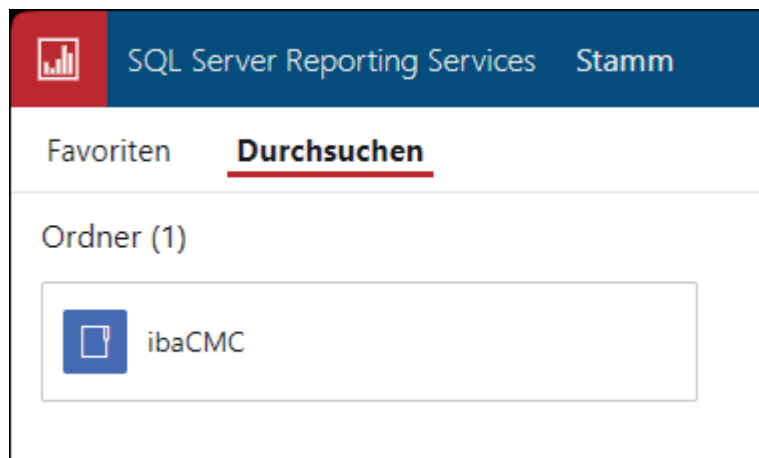 SQL Server Reporting Services Stamm
Favoriten Durchsuchen
Ordner (1)
ibaCMC